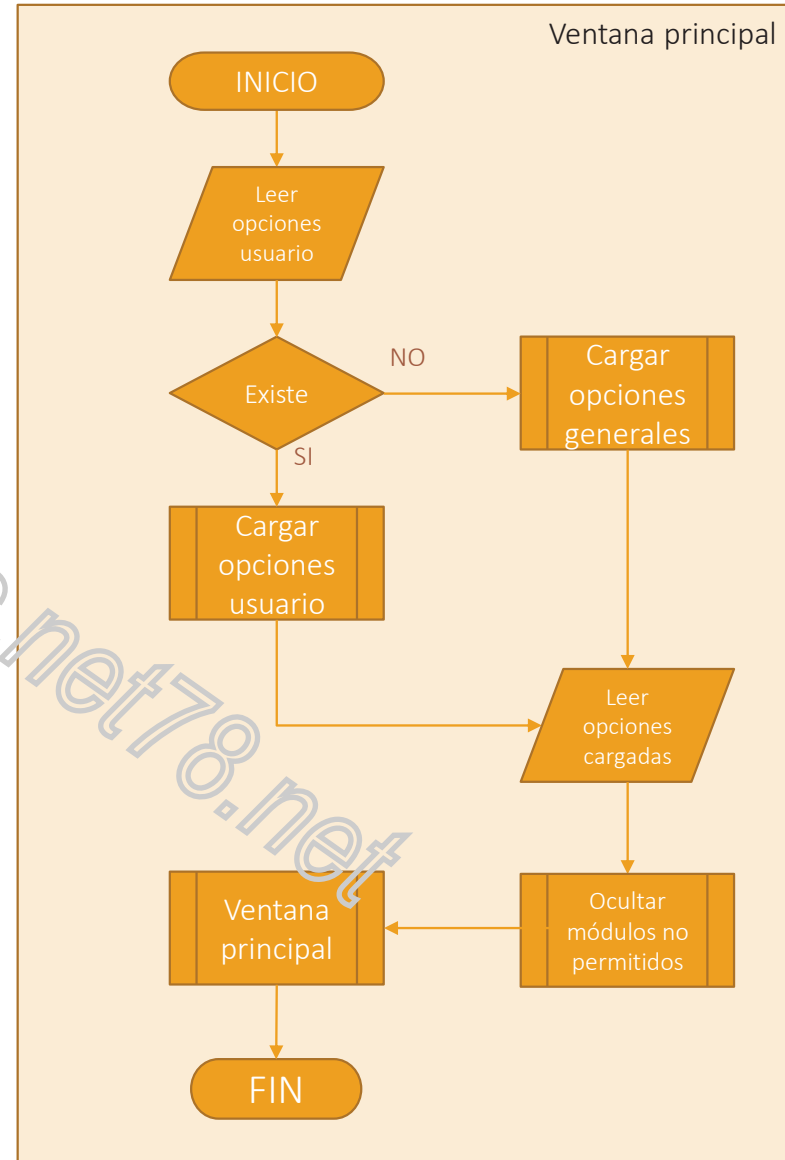 Ventana principal
INICIO
Leer
opciones
usuario
Existe
NO
SI
Cargar
opciones
generales
Cargar
opciones
usuario
Leer
opciones
cargadas
Ocultar
módulos no
permitidos
Ventana
principal
FIN
net78.net